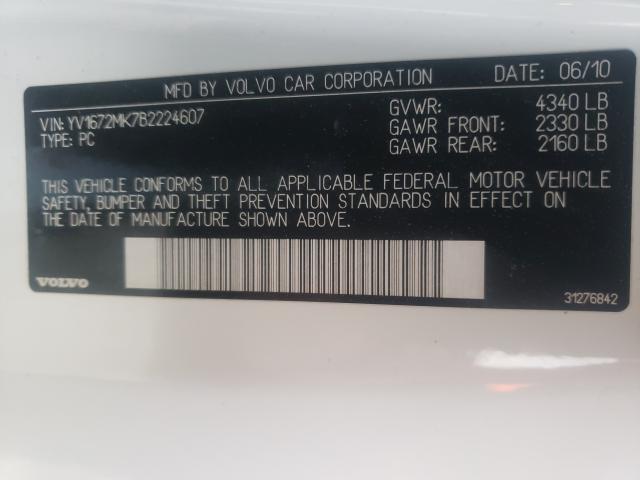 MFD BY VOLVO CAR CORPORATION DATE: 06/10
VIN: YV1672MK7B2224607
TYPE: PC
GVWR: 4340 LB
GAWR FRONT: 2330 LB
GAWR REAR: 2160 LB
THIS VEHICLE CONFORMS TO ALL APPLICABLE FEDERAL MOTOR VEHICLE
SAFETY, BUMPER AND THEFT PREVENTION STANDARDS IN EFFECT ON
THE DATE OF MANUFACTURE SHOWN ABOVE.
VOLVO
31276842